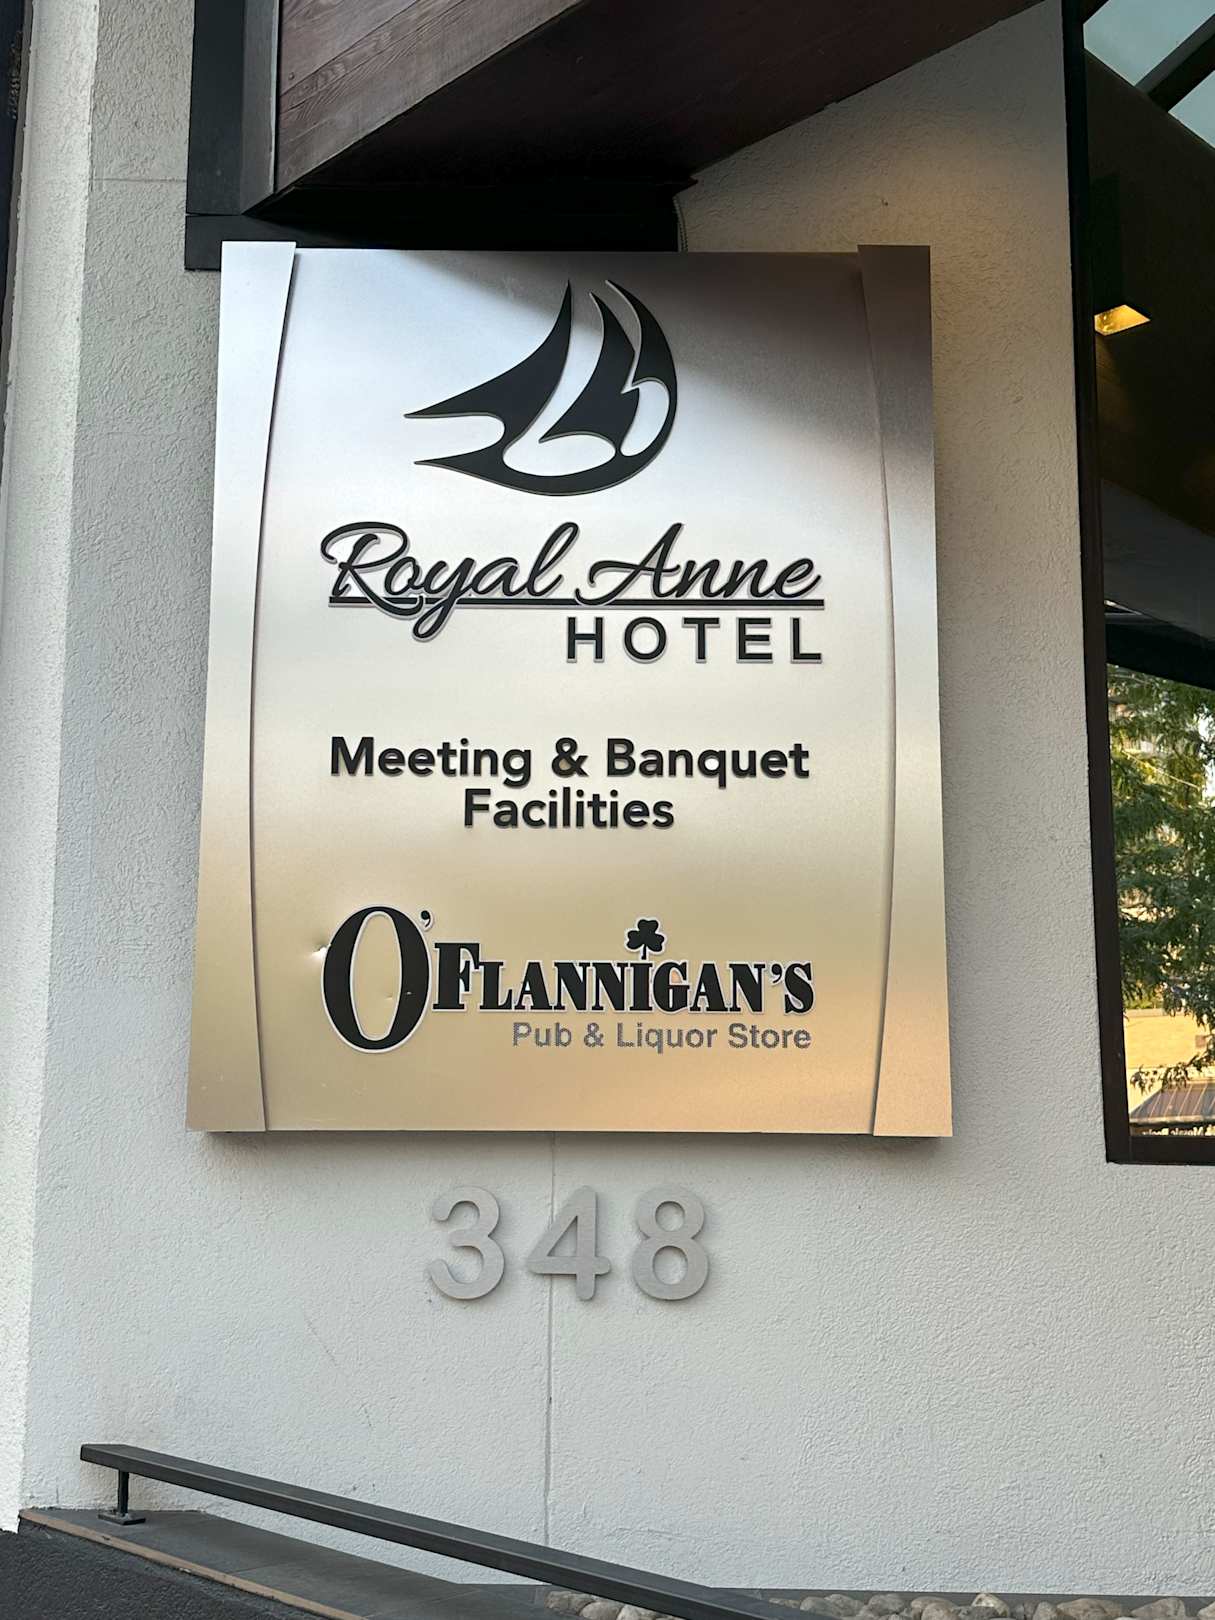 Royal Anne
HOTEL
Meeting & Banquet
Facilities
O'FLANNIGAN'S
Pub & Liquor Store
348